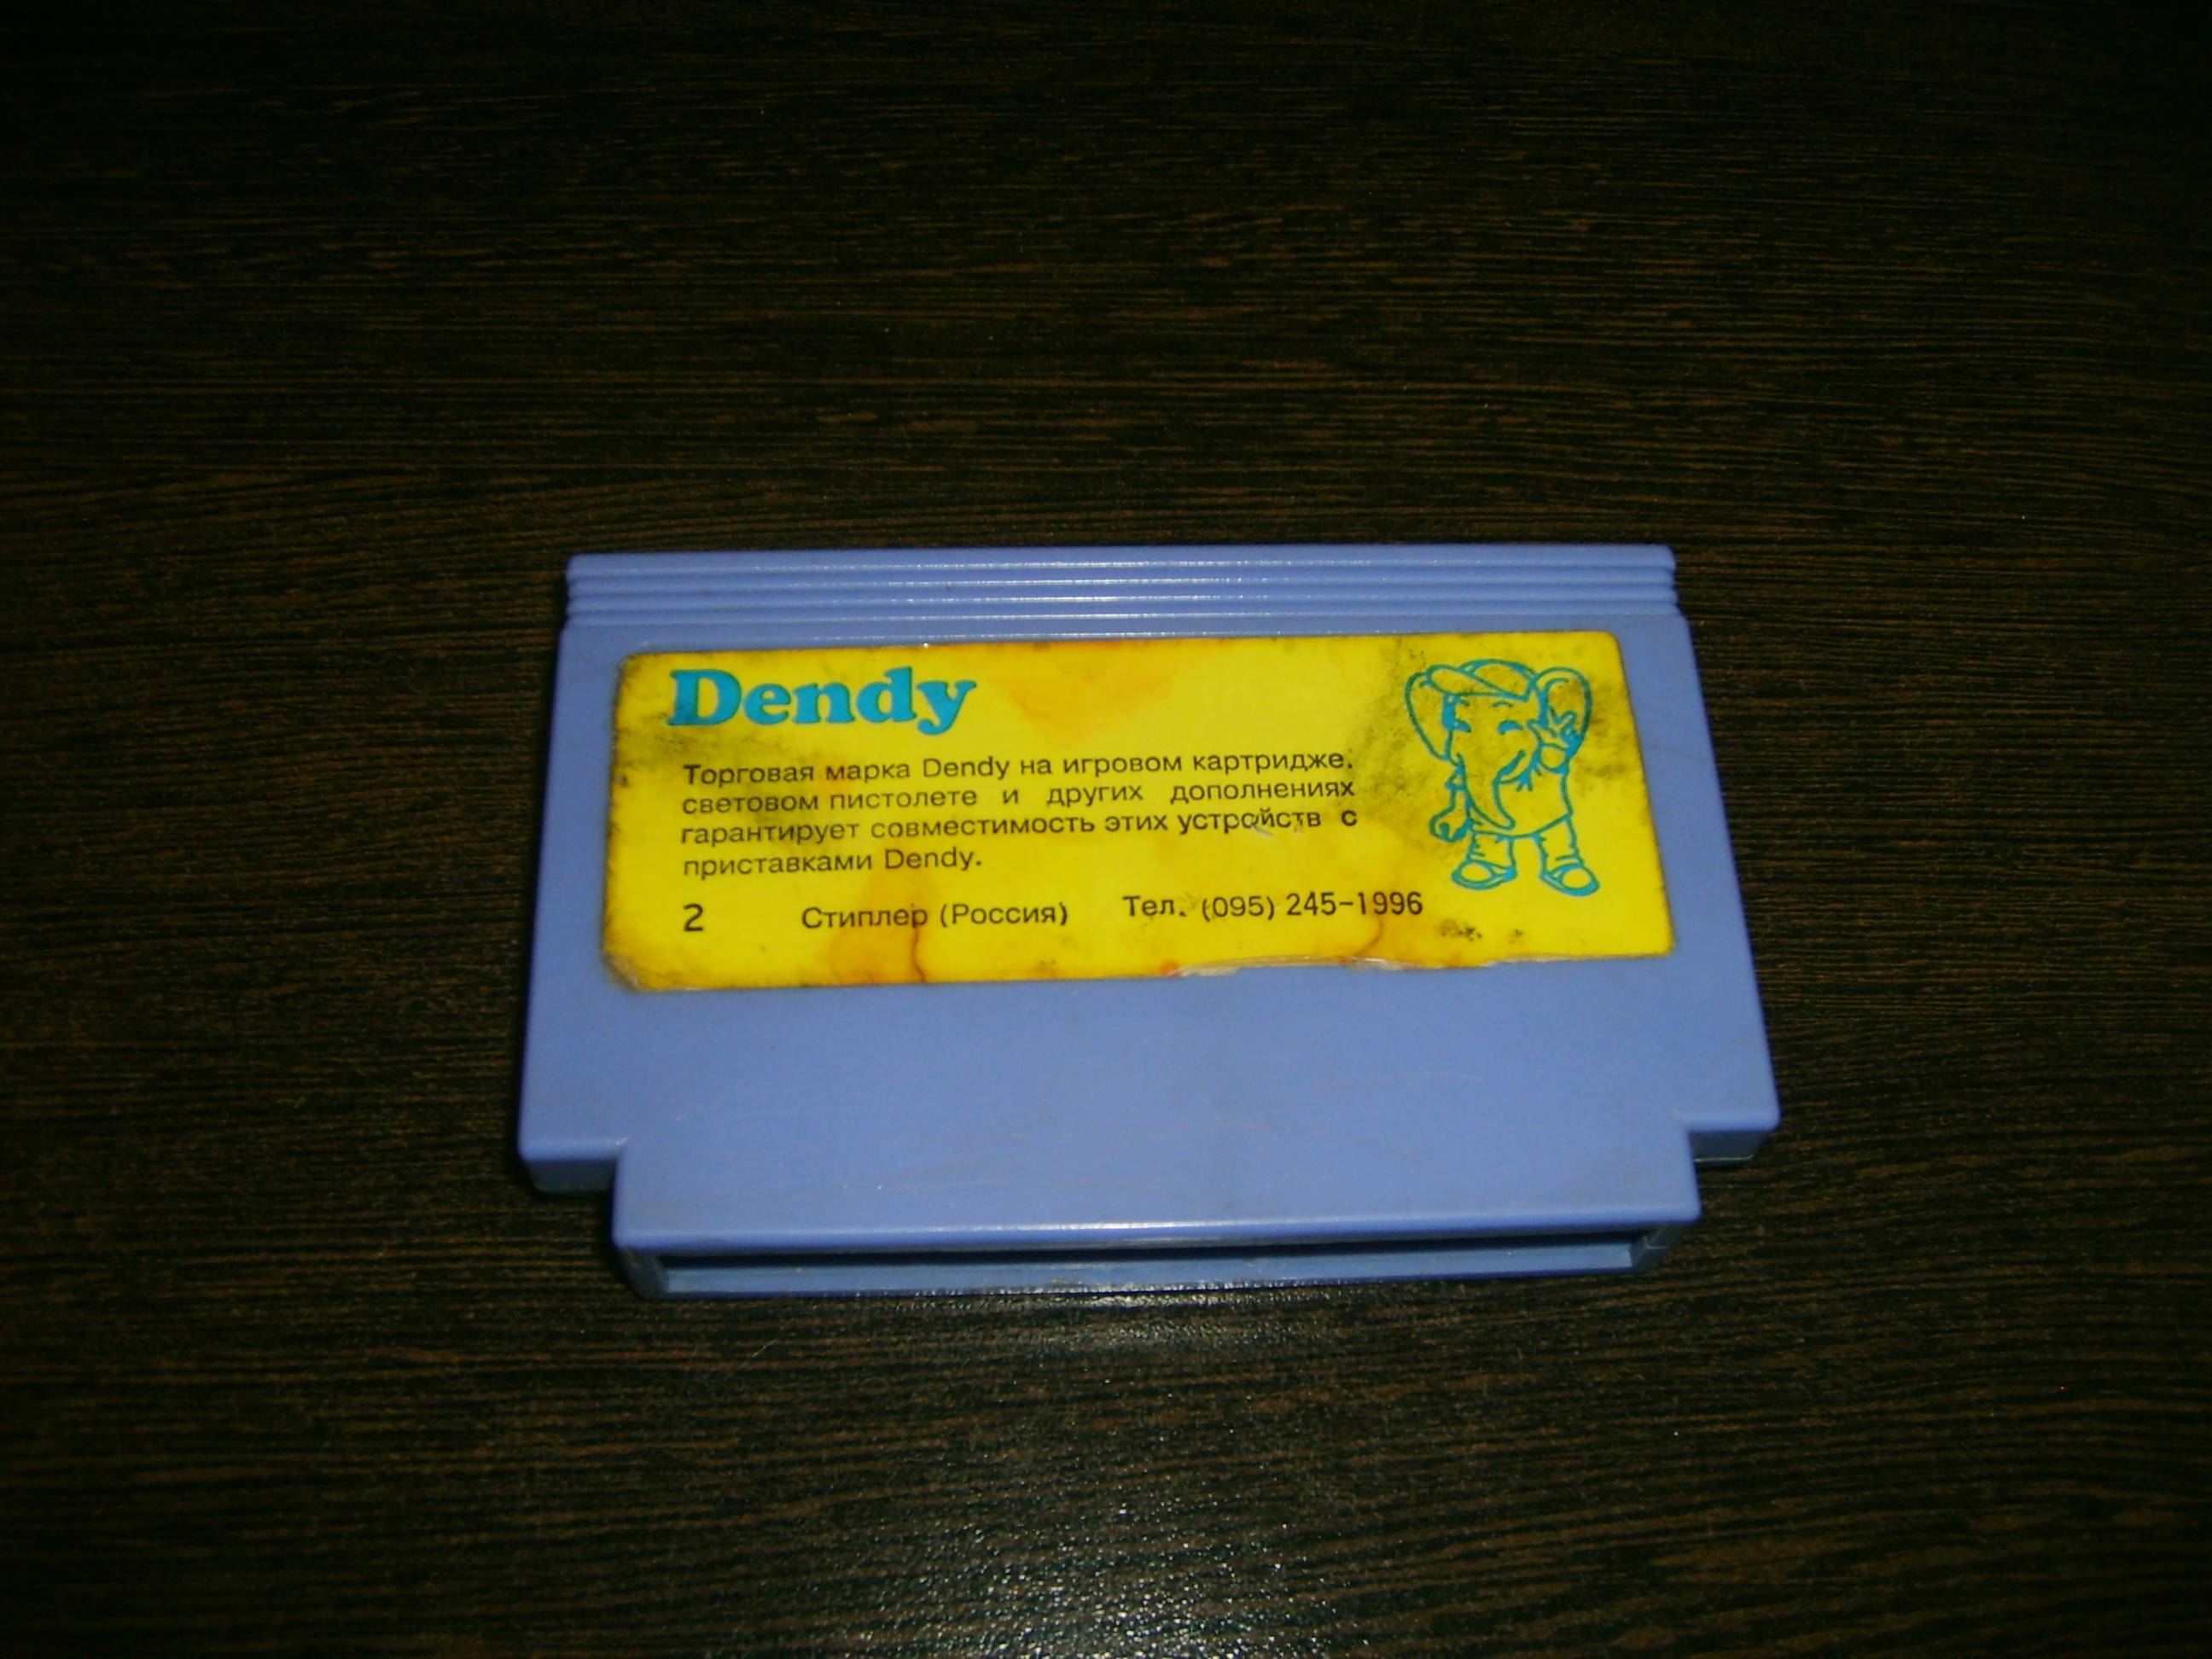 Dendy
Торговая марка Dendy на игровом картридже.
световом пистолете и других дополнениях
гарантирует совместимость этих устройств с
приставками Dendy.
2 Стиплер (Россия) Тел. (095) 245-1996